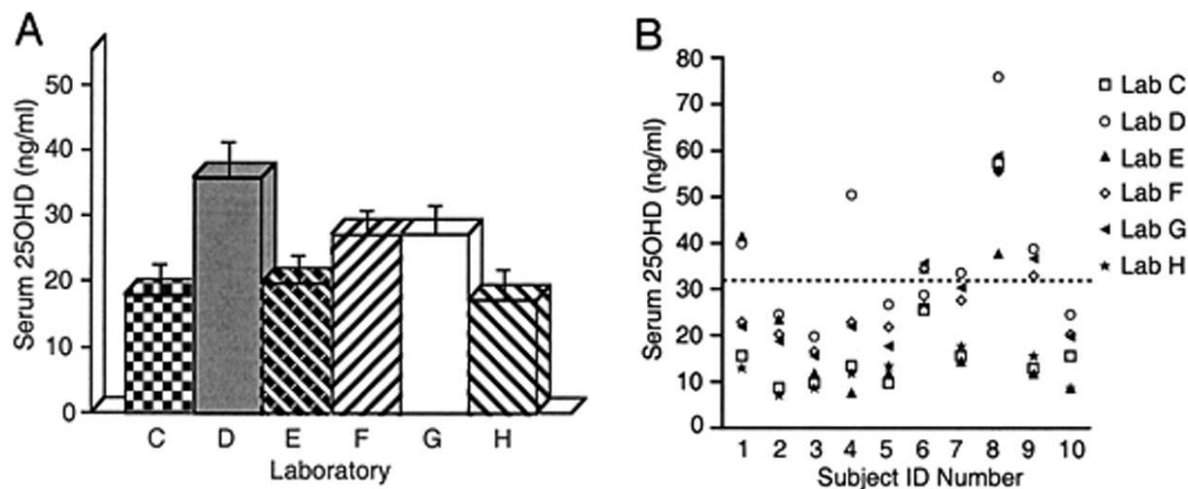 A
Serum 25OHD (ng/ml)
50
40
30
20
10
0
C D E F G H
Laboratory
B
Serum 25OHD (ng/ml)
80
70
60
50
40
30
20
10
0
1 2 3 4 5 6 7 8 9 10
Subject ID Number
Lab C
Lab D
Lab E
Lab F
Lab G
Lab H